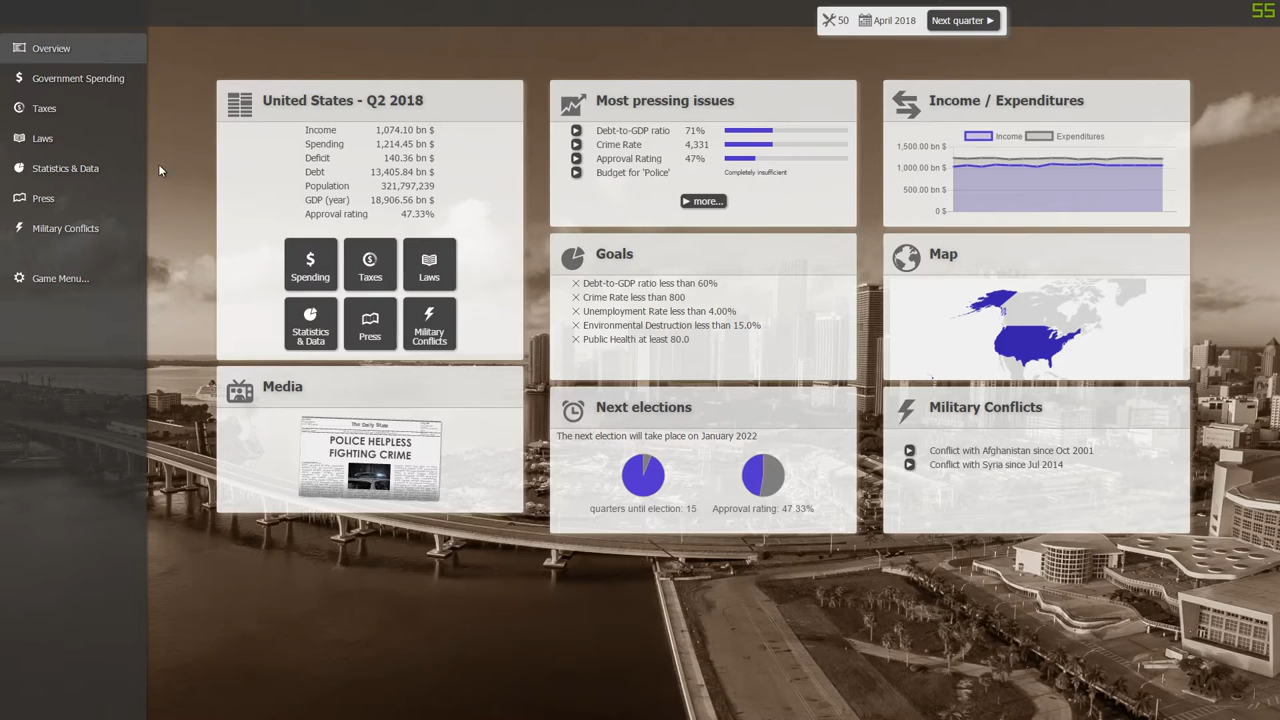 55
50 April 2018 Next quarter
Overview
Government Spending
Taxes
Laws
Statistics & Data
Press
Military Conflicts
Game Menu...
United States - Q2 2018
Income 1,074.10 bn $
Spending 1,214.45 bn $
Deficit 140.36 bn $
Debt 13,405.84 bn $
Population 321,797,239
GDP (year) 18,906.56 bn $
Approval rating 47.33%
Spending Taxes Laws
Statistics & Data Press Military Conflicts
Media
The Daily State
POLICE HELPLESS
FIGHTING CRIME
Most pressing issues
Debt-to-GDP ratio 71%
Crime Rate 4,331
Approval Rating 47%
Budget for 'Police' Completely insufficient
more...
Goals
Debt-to-GDP ratio less than 60%
Crime Rate less than 800
Unemployment Rate less than 4.00%
Environmental Destruction less than 15.0%
Public Health at least 80.0
Next elections
The next election will take place on January 2022
quarters until election: 15 Approval rating: 47.33%
Income / Expenditures
Income Expenditures
1,500.00 bn $
1,000.00 bn $
500.00 bn $
0 $
Map
Military Conflicts
Conflict with Afghanistan since Oct 2001
Conflict with Syria since Jul 2014